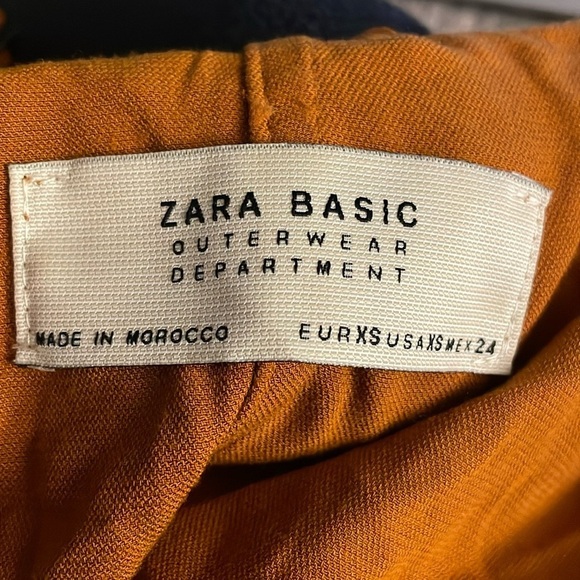 ZARA BASIC
OUTERWEAR
DEPARTMENT
MADE IN MOROCCO EUR XS USA XS MEX 24